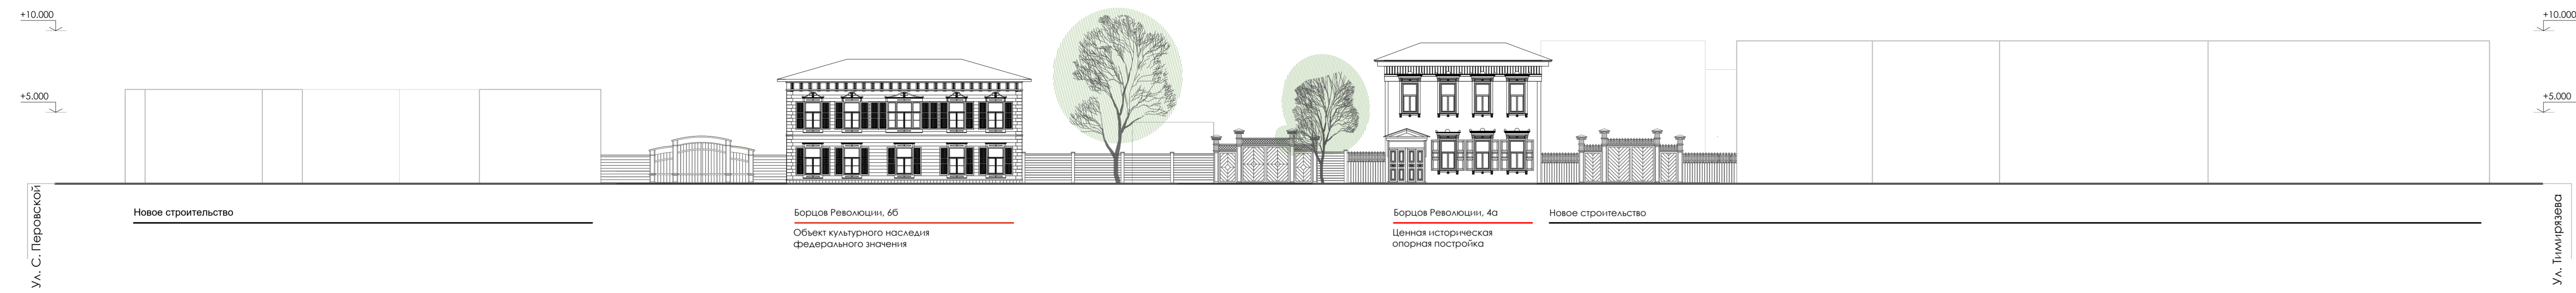 +10.000
+10.000
+5.000
+5.000
Ул. С. Перовской
Новое строительство
Борцов Революции, 6б
Объект культурного наследия
федерального значения
Борцов Революции, 4а
Ценная историческая
опорная постройка
Новое строительство
Ул. Тимирязева